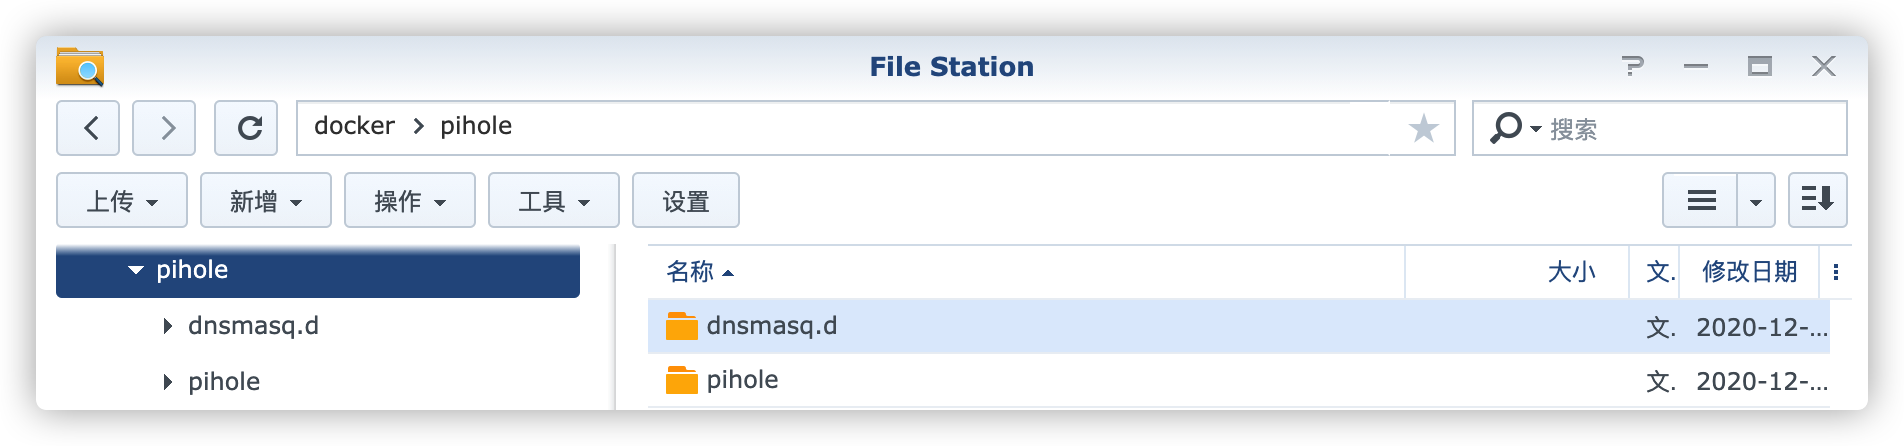 File Station
docker > pihole
搜索
上传 新增 操作 工具 设置
pihole
dnsmasq.d
pihole
名称 大小 文. 修改日期
dnsmasq.d 文. 2020-12-...
pihole 文. 2020-12-...